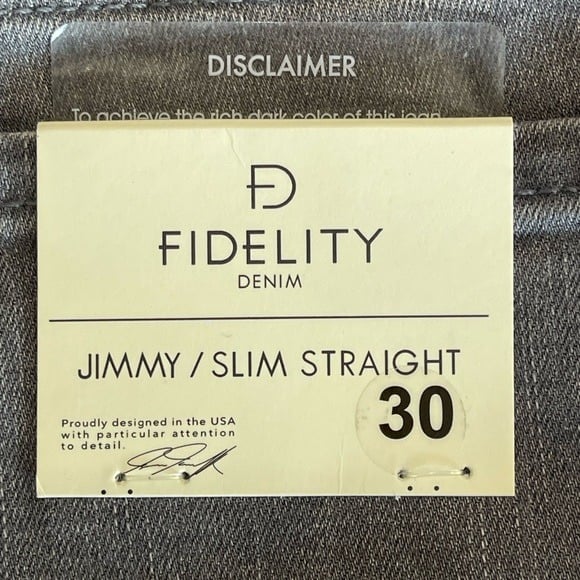 DISCLAIMER
To achieve the rich dark color of this jean
FIDELITY
DENIM
JIMMY / SLIM STRAIGHT
30
Proudly designed in the USA
with particular attention
to detail.